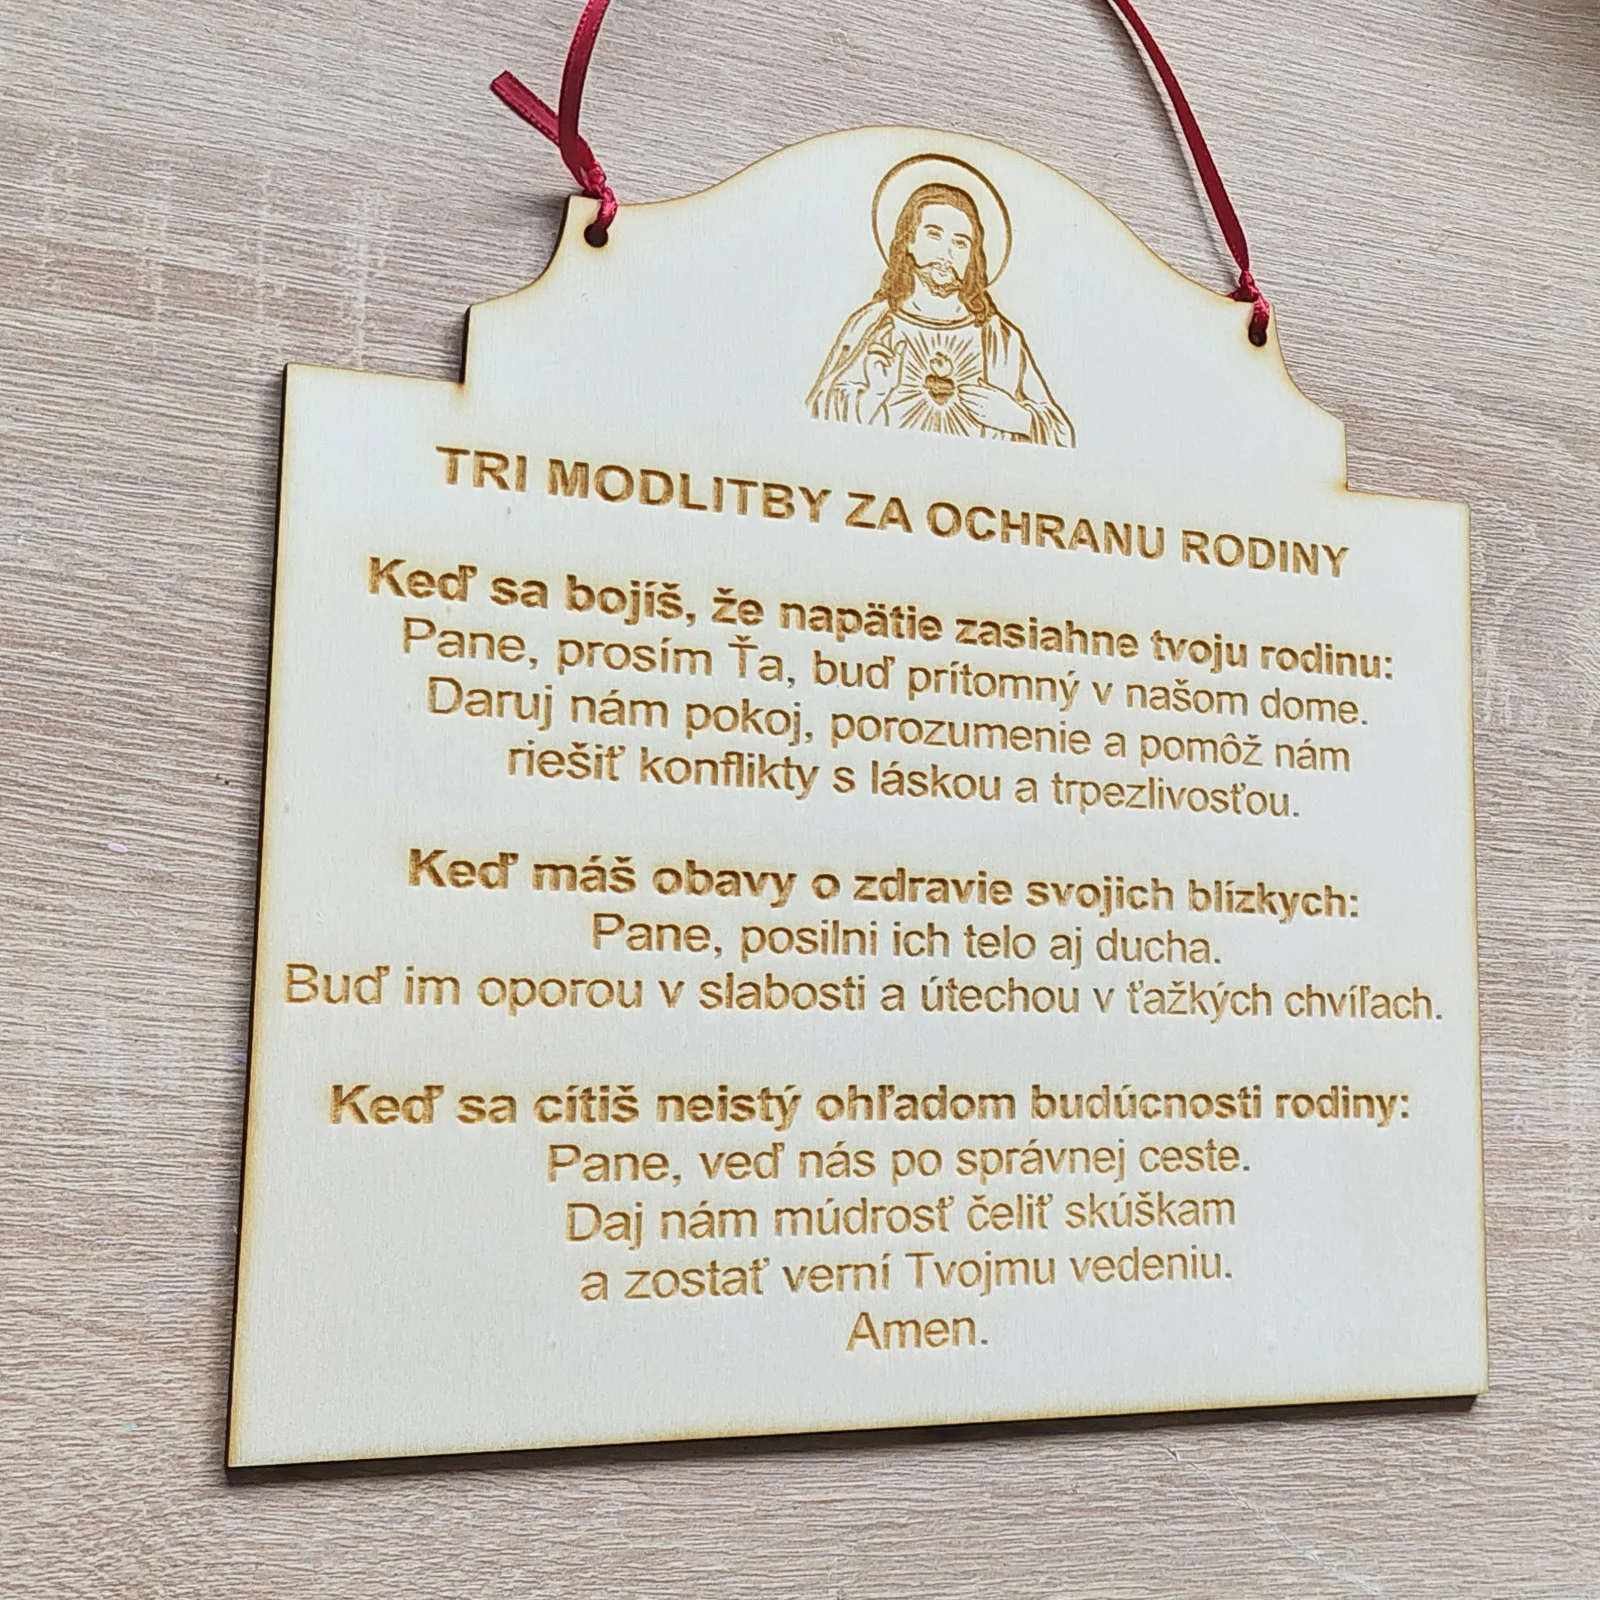 TRI MODLITBY ZA OCHRANU RODINY
Keď sa bojíš, že napätie zasiahne tvoju rodinu:
Pane, prosím Ťa, buď prítomný v našom dome.
Daruj nám pokoj, porozumenie a pomôž nám
riešiť konflikty s láskou a trpezlivosťou.
Keď máš obavy o zdravie svojich blízkych:
Pane, posilni ich telo aj ducha.
Buď im oporou v slabosti a útechou v ťažkých chvíľach.
Keď sa cítiš neistý ohľadom budúcnosti rodiny:
Pane, veď nás po správnej ceste.
Daj nám múdrosť čeliť skúškam
a zostať verní Tvojmu vedeniu.
Amen.